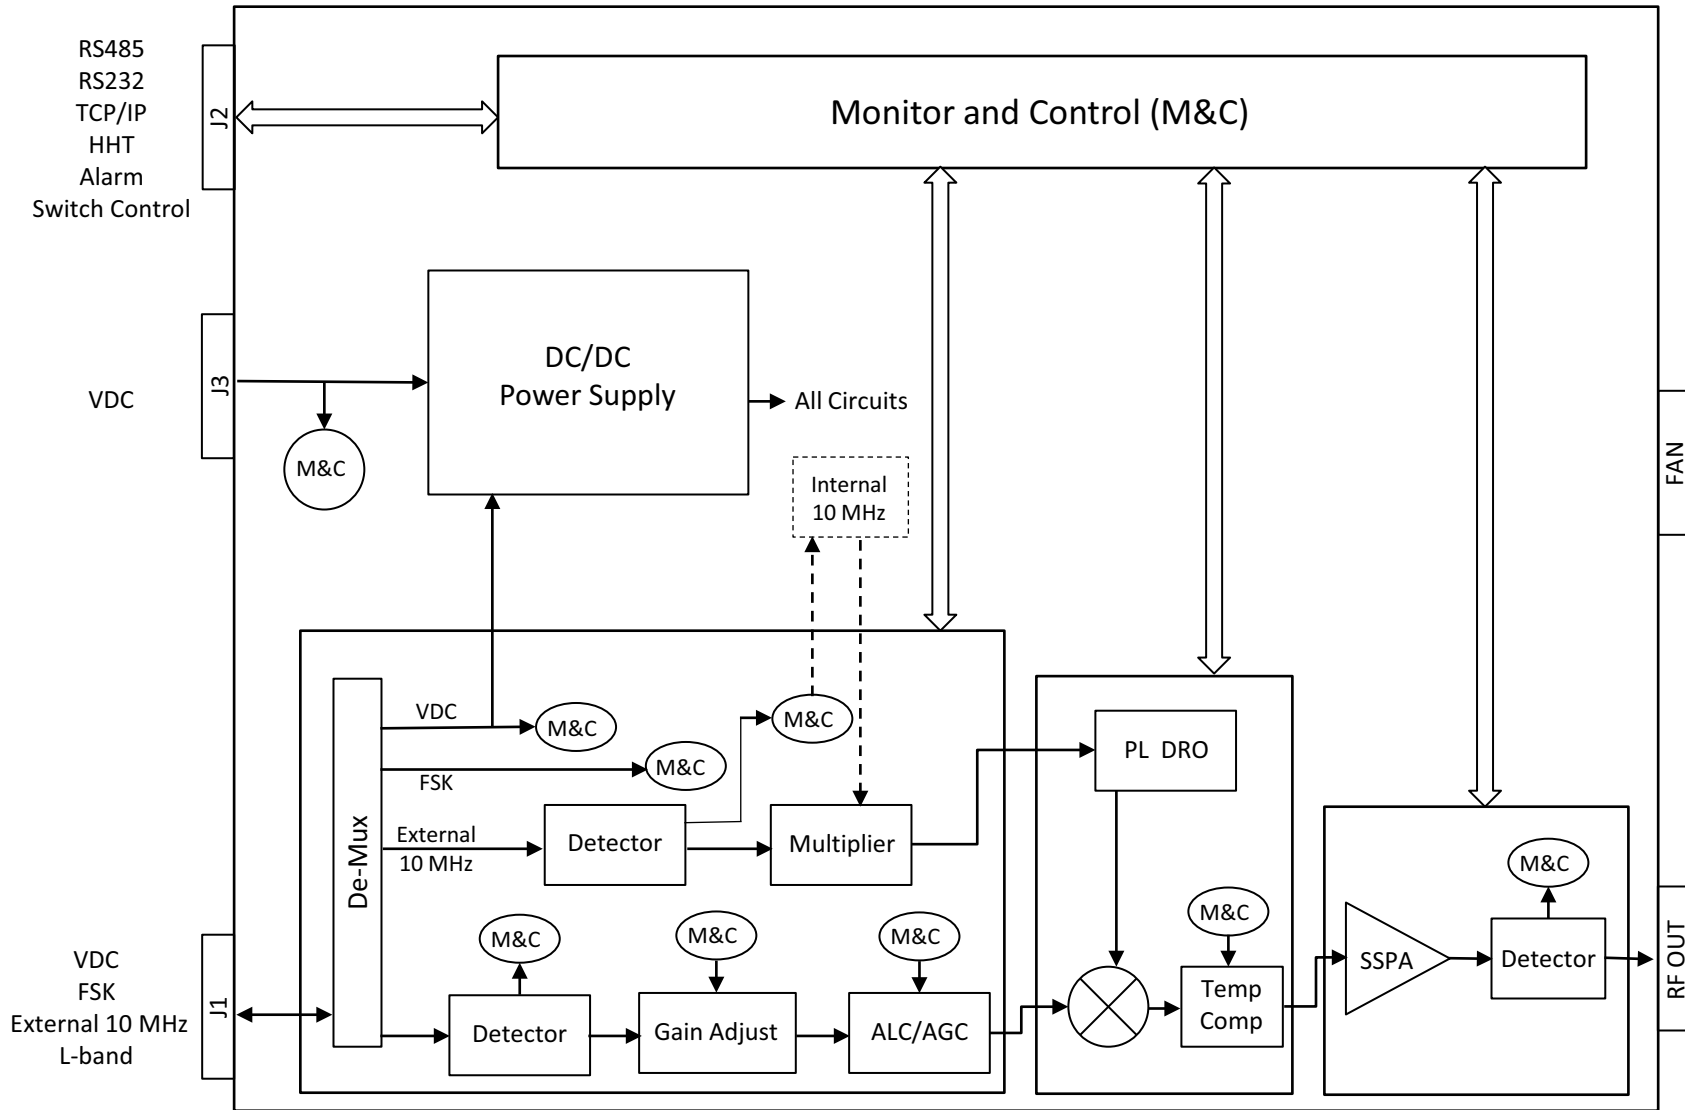 RS485
RS232
TCP/IP
HHT
Alarm
Switch Control
J2
Monitor and Control (M&C)
VDC
J3
M&C
DC/DC
Power Supply
All Circuits
Internal
10 MHz
FAN
De-Mux
VDC
M&C
FSK
M&C
M&C
External
10 MHz
Detector
Multiplier
PL DRO
VDC
FSK
External 10 MHz
L-band
J1
M&C
Detector
M&C
Gain Adjust
M&C
ALC/AGC
M&C
Temp
Comp
SSPA
M&C
Detector
RF OUT